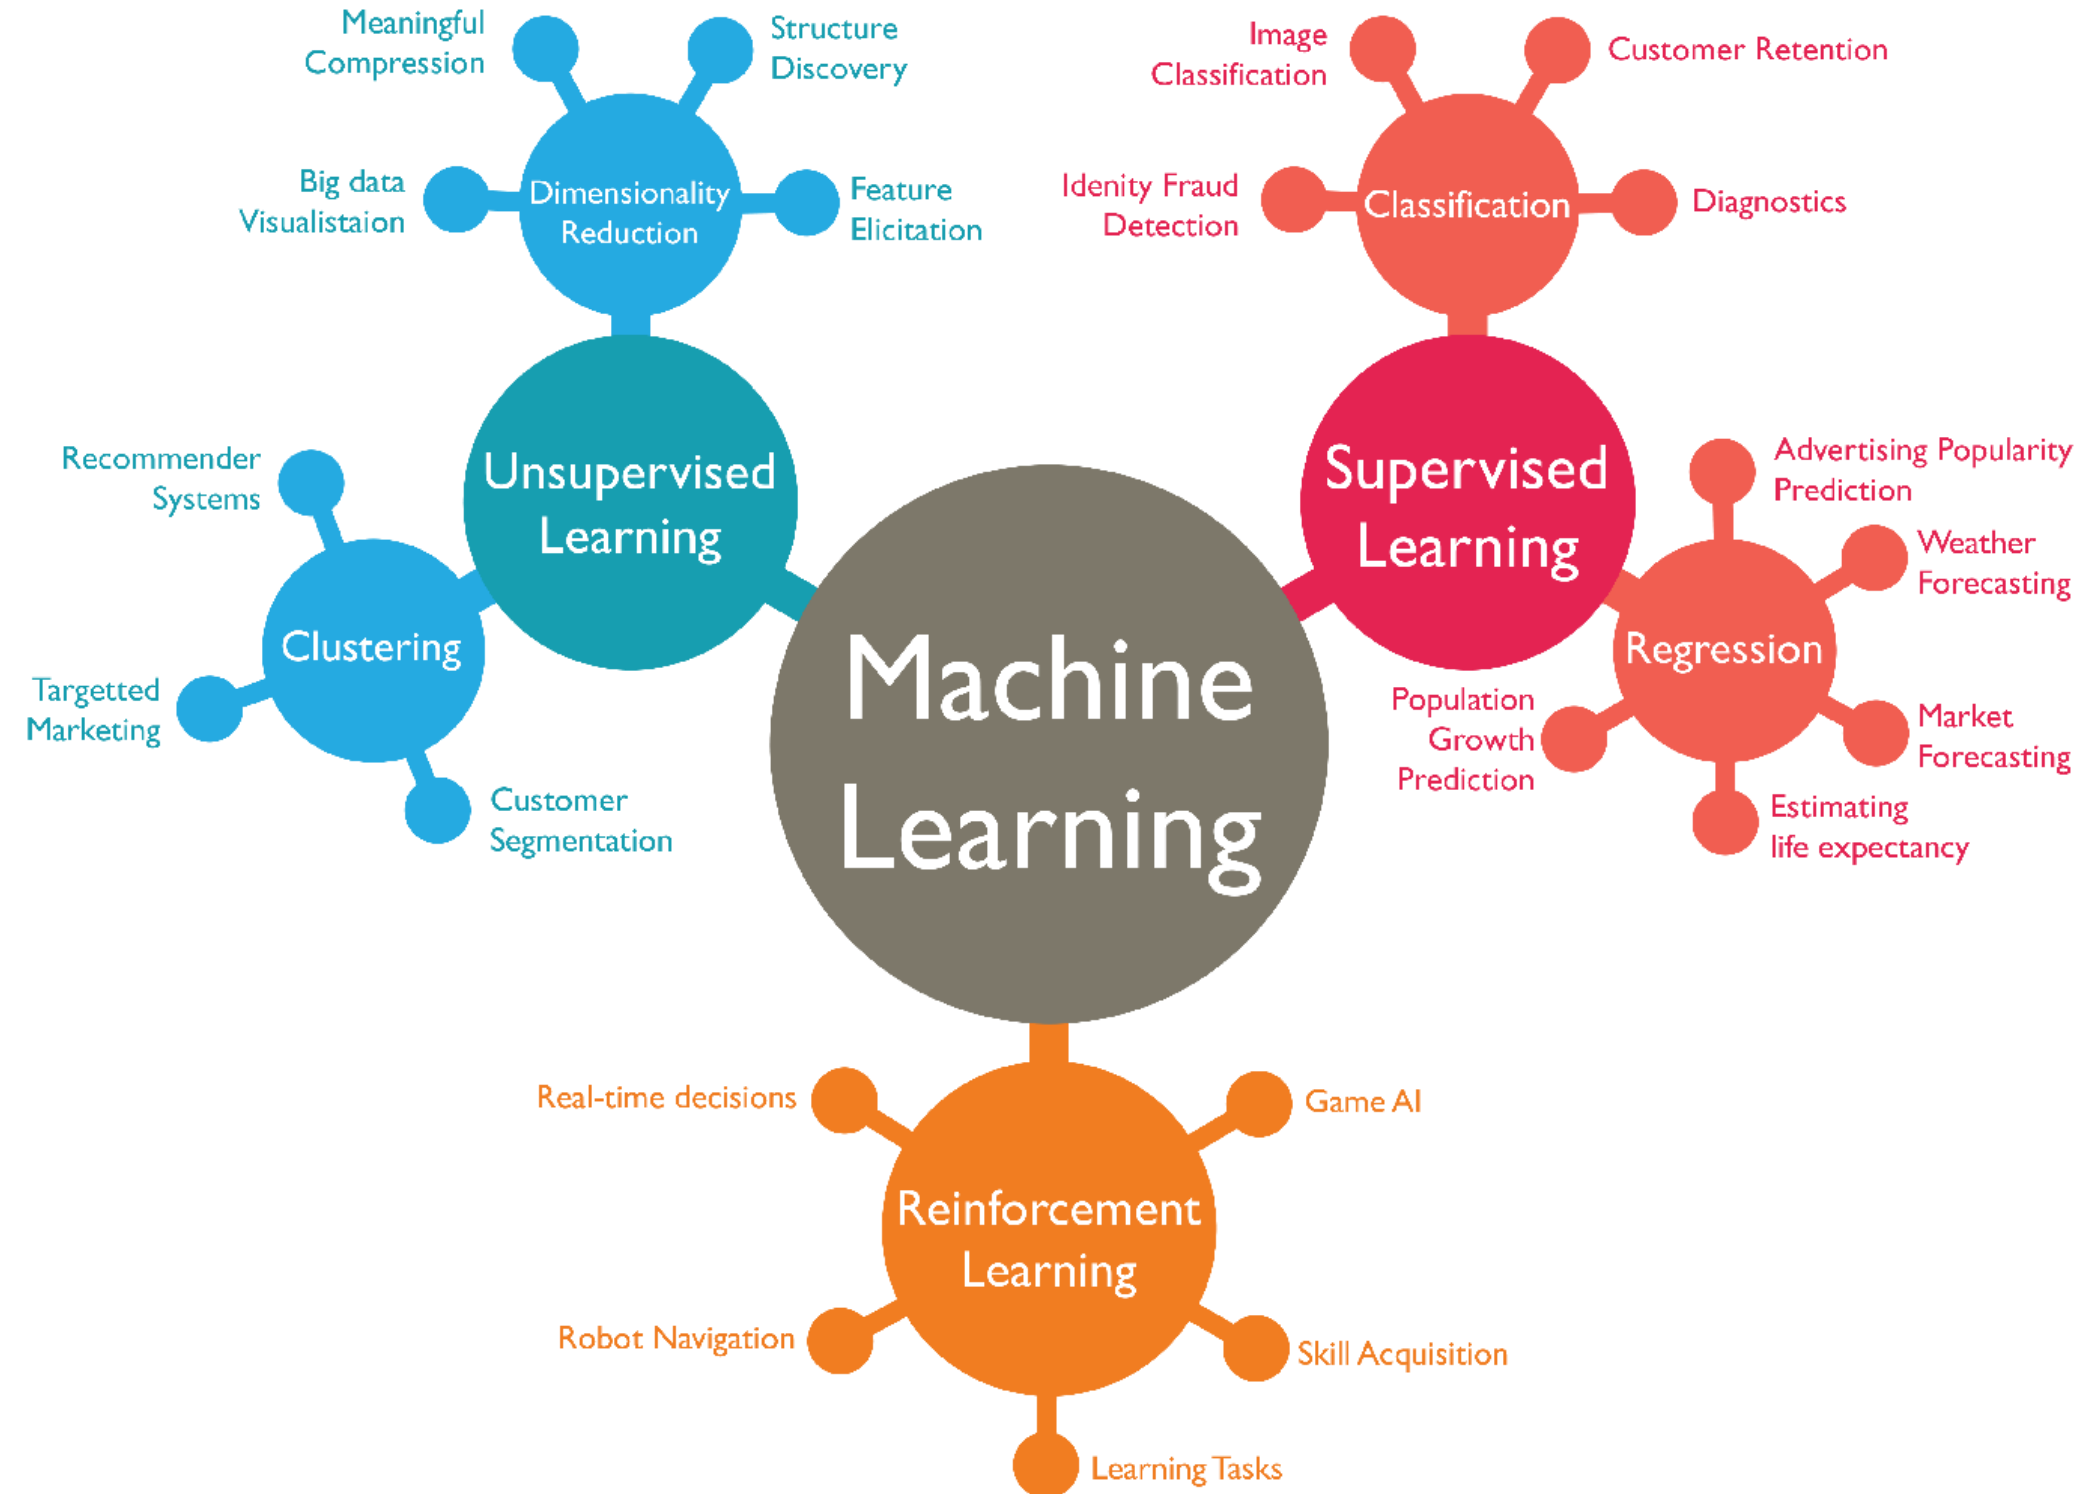 Meaningful
Compression
Structure
Discovery
Big data
Visualistaion
Dimensionality
Reduction
Feature
Elicitation
Image
Classification
Customer Retention
Idenity Fraud
Detection
Classification
Diagnostics
Recommender
Systems
Unsupervised
Learning
Clustering
Targetted
Marketing
Customer
Segmentation
Supervised
Learning
Advertising Popularity
Prediction
Weather
Forecasting
Regression
Population
Growth
Prediction
Market
Forecasting
Estimating
life expectancy
Machine
Learning
Real-time decisions
Game AI
Reinforcement
Learning
Robot Navigation
Skill Acquisition
Learning Tasks